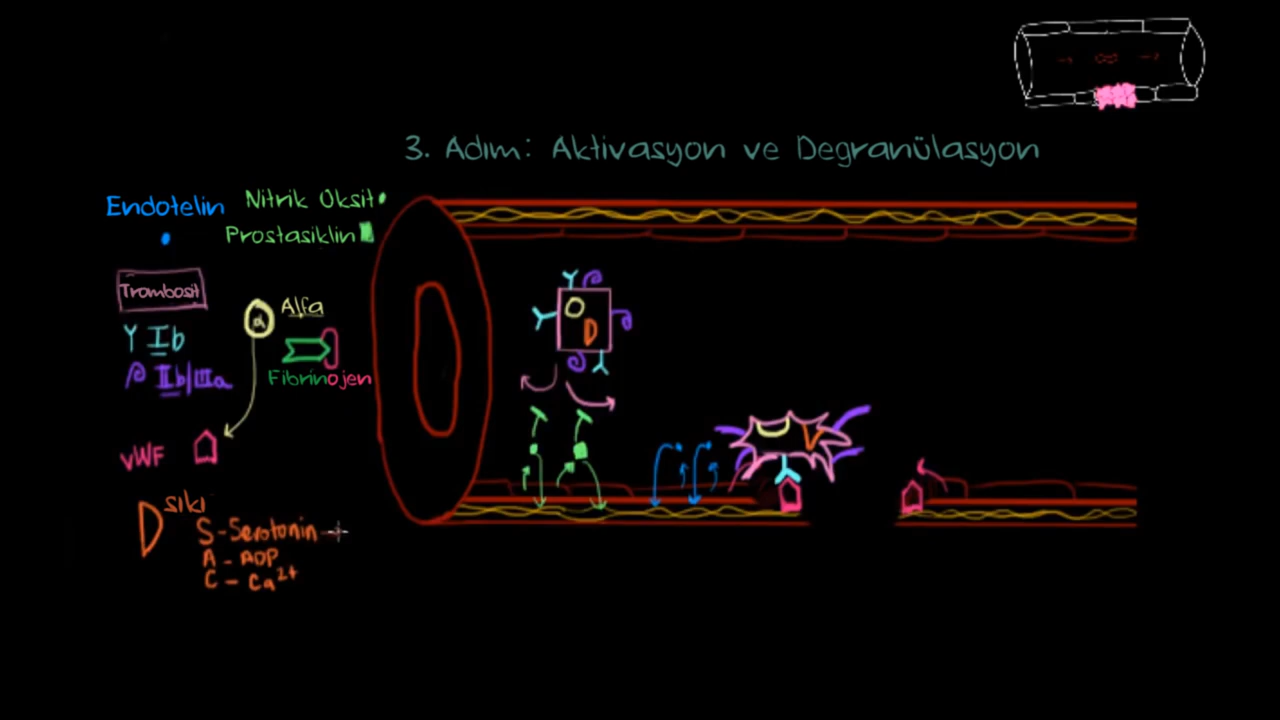 3. Adım: Aktivasyon ve Degranülasyon
Endotelin
Nitrik Oksit
Prostasiklin
Trombosit
α Alfa
Ib
IIb/IIIa
Fibrinojen
vWF
D sıkı
S - Serotonin →
A - ADP
C - Ca²⁺
D